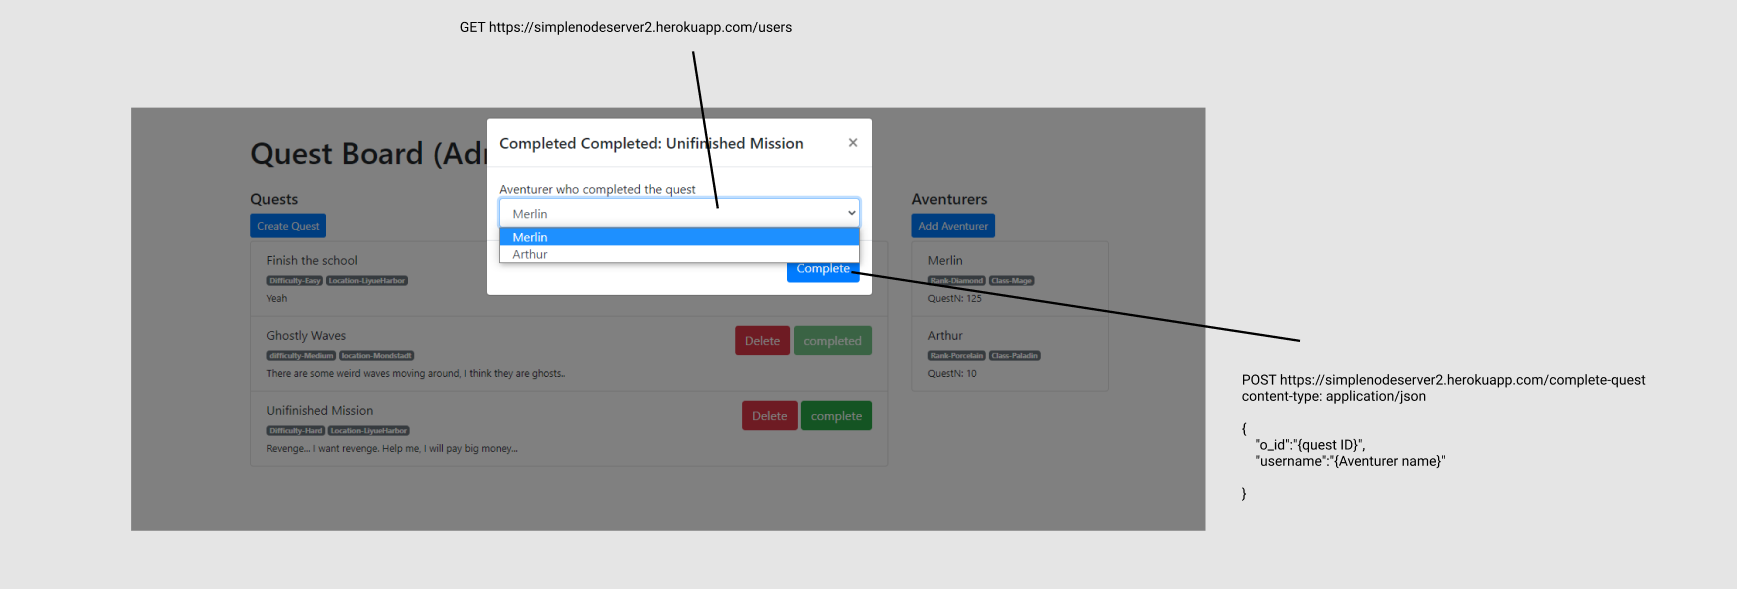 GET https://simplenodeserver2.herokuapp.com/users
Completed Completed: Unifinished Mission
×
Quest Board (Ad
Aventurer who completed the quest
Merlin
Merlin
Arthur
Complete
Quests
Create Quest
Finish the school
Difficulty-Easy Location-LiyueHarbor
Yeah
Ghostly Waves
difficulty-Medium location-Mondstadt
There are some weird waves moving around, I think they are ghosts..
Delete completed
Unifinished Mission
Difficulty-Hard Location-LiyueHarbor
Revenge... I want revenge. Help me, I will pay big money...
Delete complete
Aventurers
Add Aventurer
Merlin
Rank-Diamond Class-Mage
QuestN: 125
Arthur
Rank-Porcelain Class-Paladin
QuestN: 10
POST https://simplenodeserver2.herokuapp.com/complete-quest
content-type: application/json
{
"o_id":"{quest ID}",
"username":"{Aventurer name}"
}